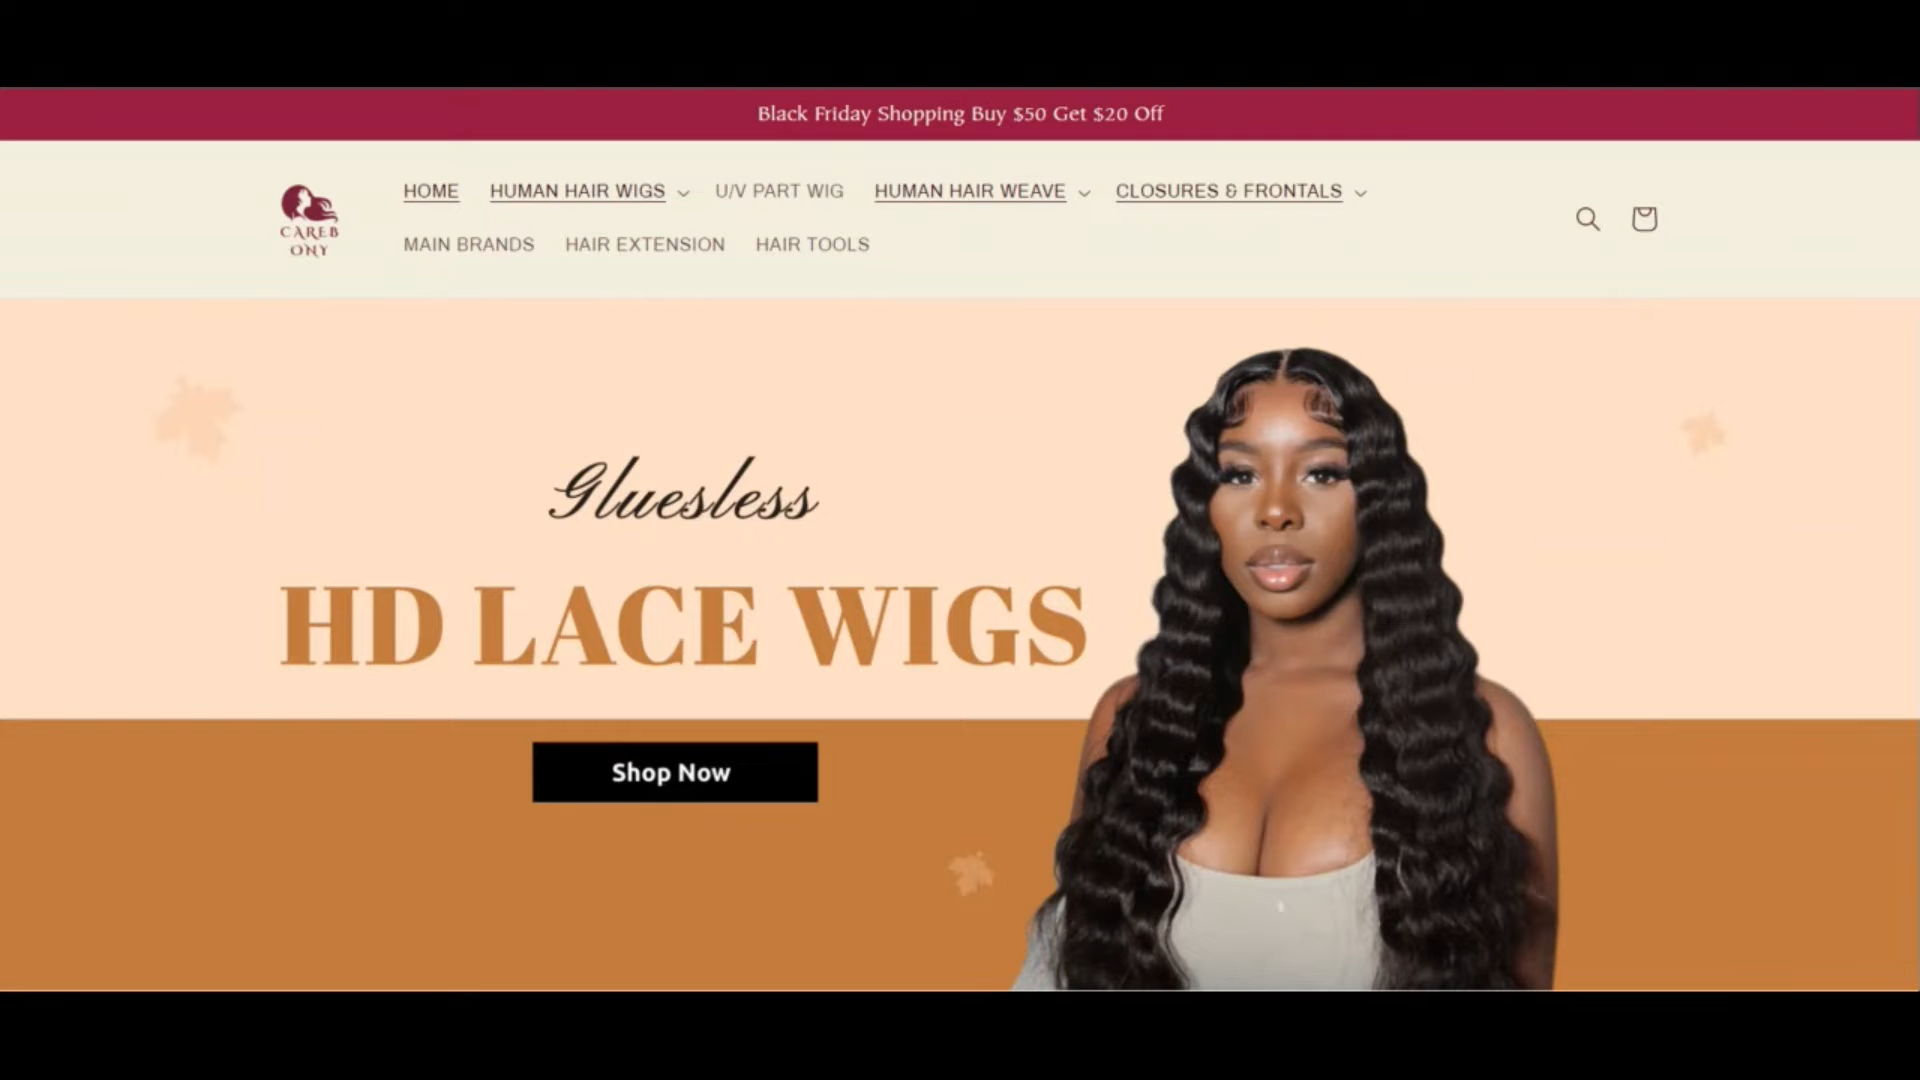 Black Friday Shopping Buy $50 Get $20 Off
HOME HUMAN HAIR WIGS U/V PART WIG HUMAN HAIR WEAVE CLOSURES & FRONTALS
CAREB
ONY
MAIN BRANDS HAIR EXTENSION HAIR TOOLS
Gluesless
HD LACE WIGS
Shop Now